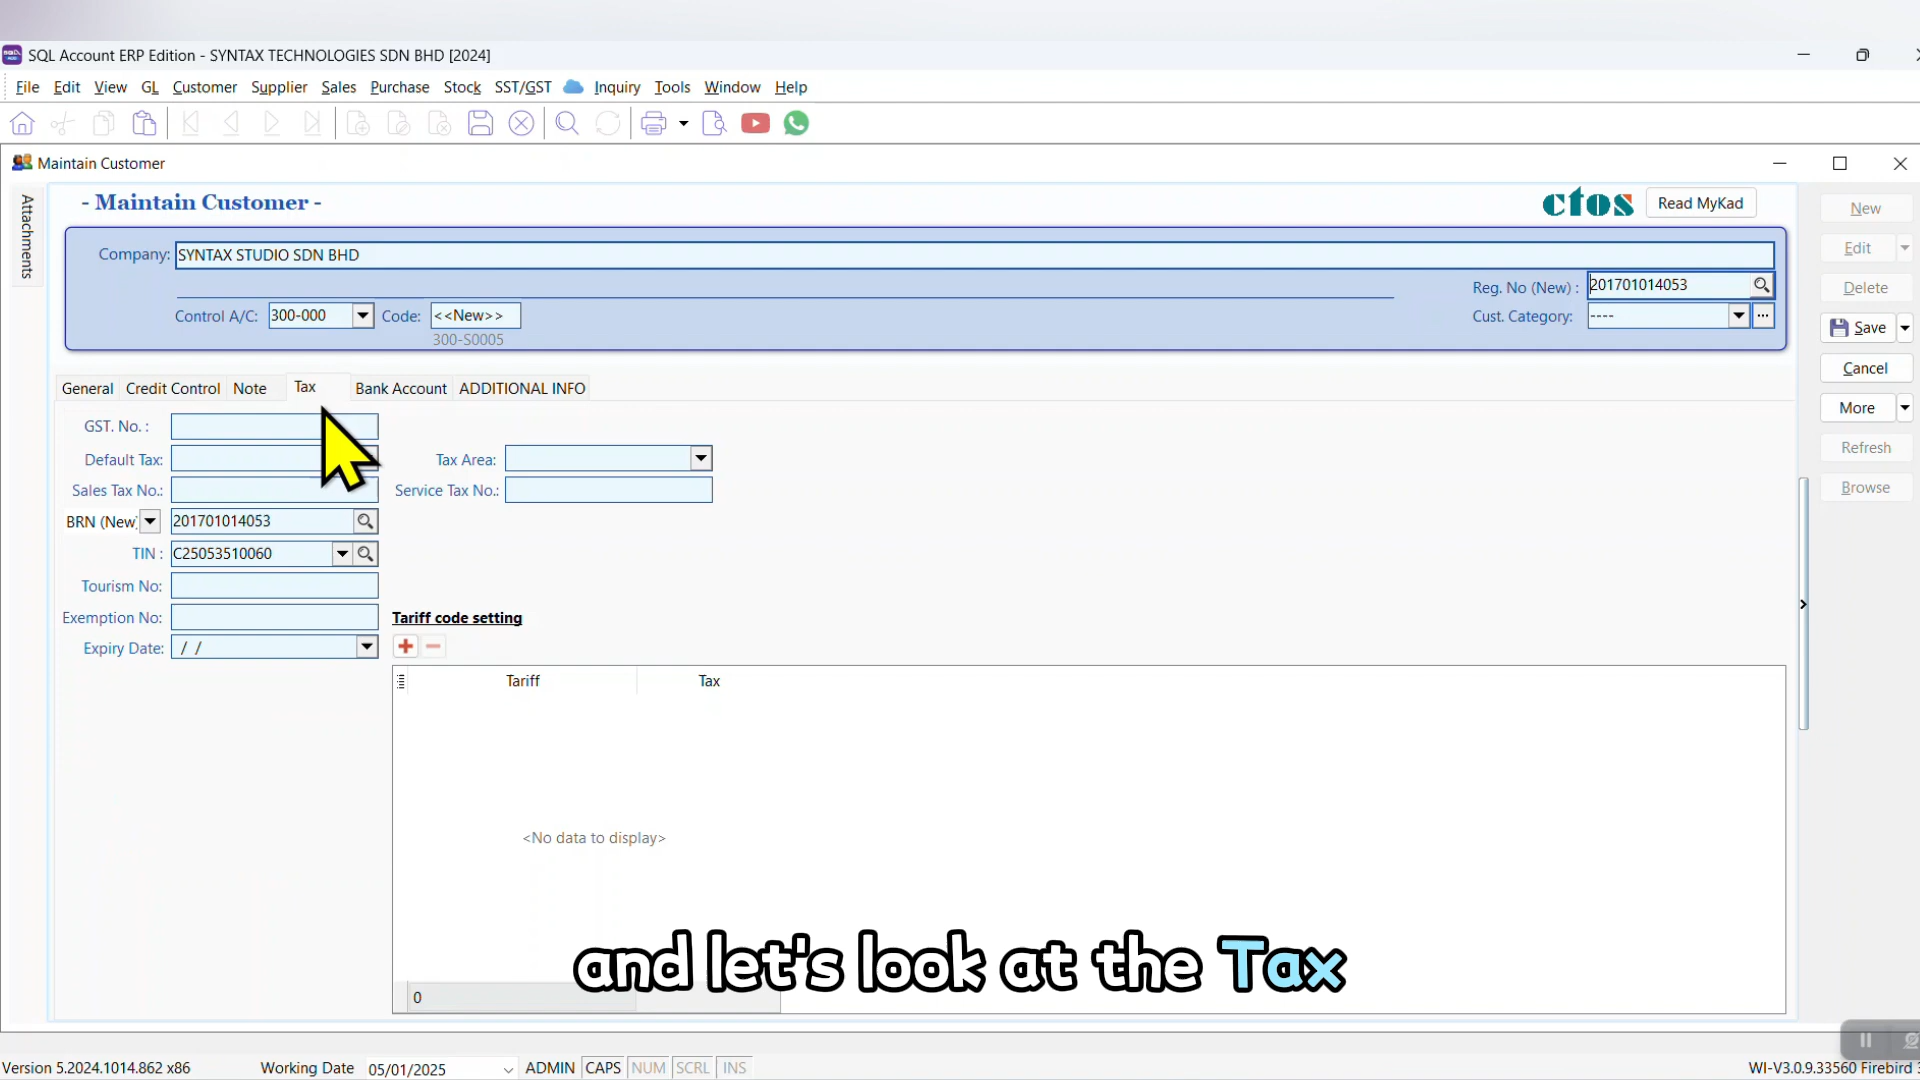 SQL Account ERP Edition - SYNTAX TECHNOLOGIES SDN BHD [2024]
File Edit View GL Customer Supplier Sales Purchase Stock SST/GST Inquiry Tools Window Help
Maintain Customer
Attachments
- Maintain Customer -
ctos
Read MyKad
New
Company: SYNTAX STUDIO SDN BHD
Edit
Reg. No (New) : 201701014053
Delete
Control A/C: 300-000 Code: <<New>>
Cust. Category: ----
Save
300-S0005
Cancel
General Credit Control Note Tax Bank Account ADDITIONAL INFO
More
GST. No. :
Refresh
Default Tax:
Tax Area:
Sales Tax No.:
Service Tax No.:
Browse
BRN (New) 201701014053
TIN : C25053510060
Tourism No:
Exemption No:
Tariff code setting
Expiry Date: / /
Tariff Tax
<No data to display>
and let's look at the Tax
0
Version 5.2024.1014.862 x86 Working Date 05/01/2025 ADMIN CAPS NUM SCRL INS WI-V3.0.9.33560 Firebird